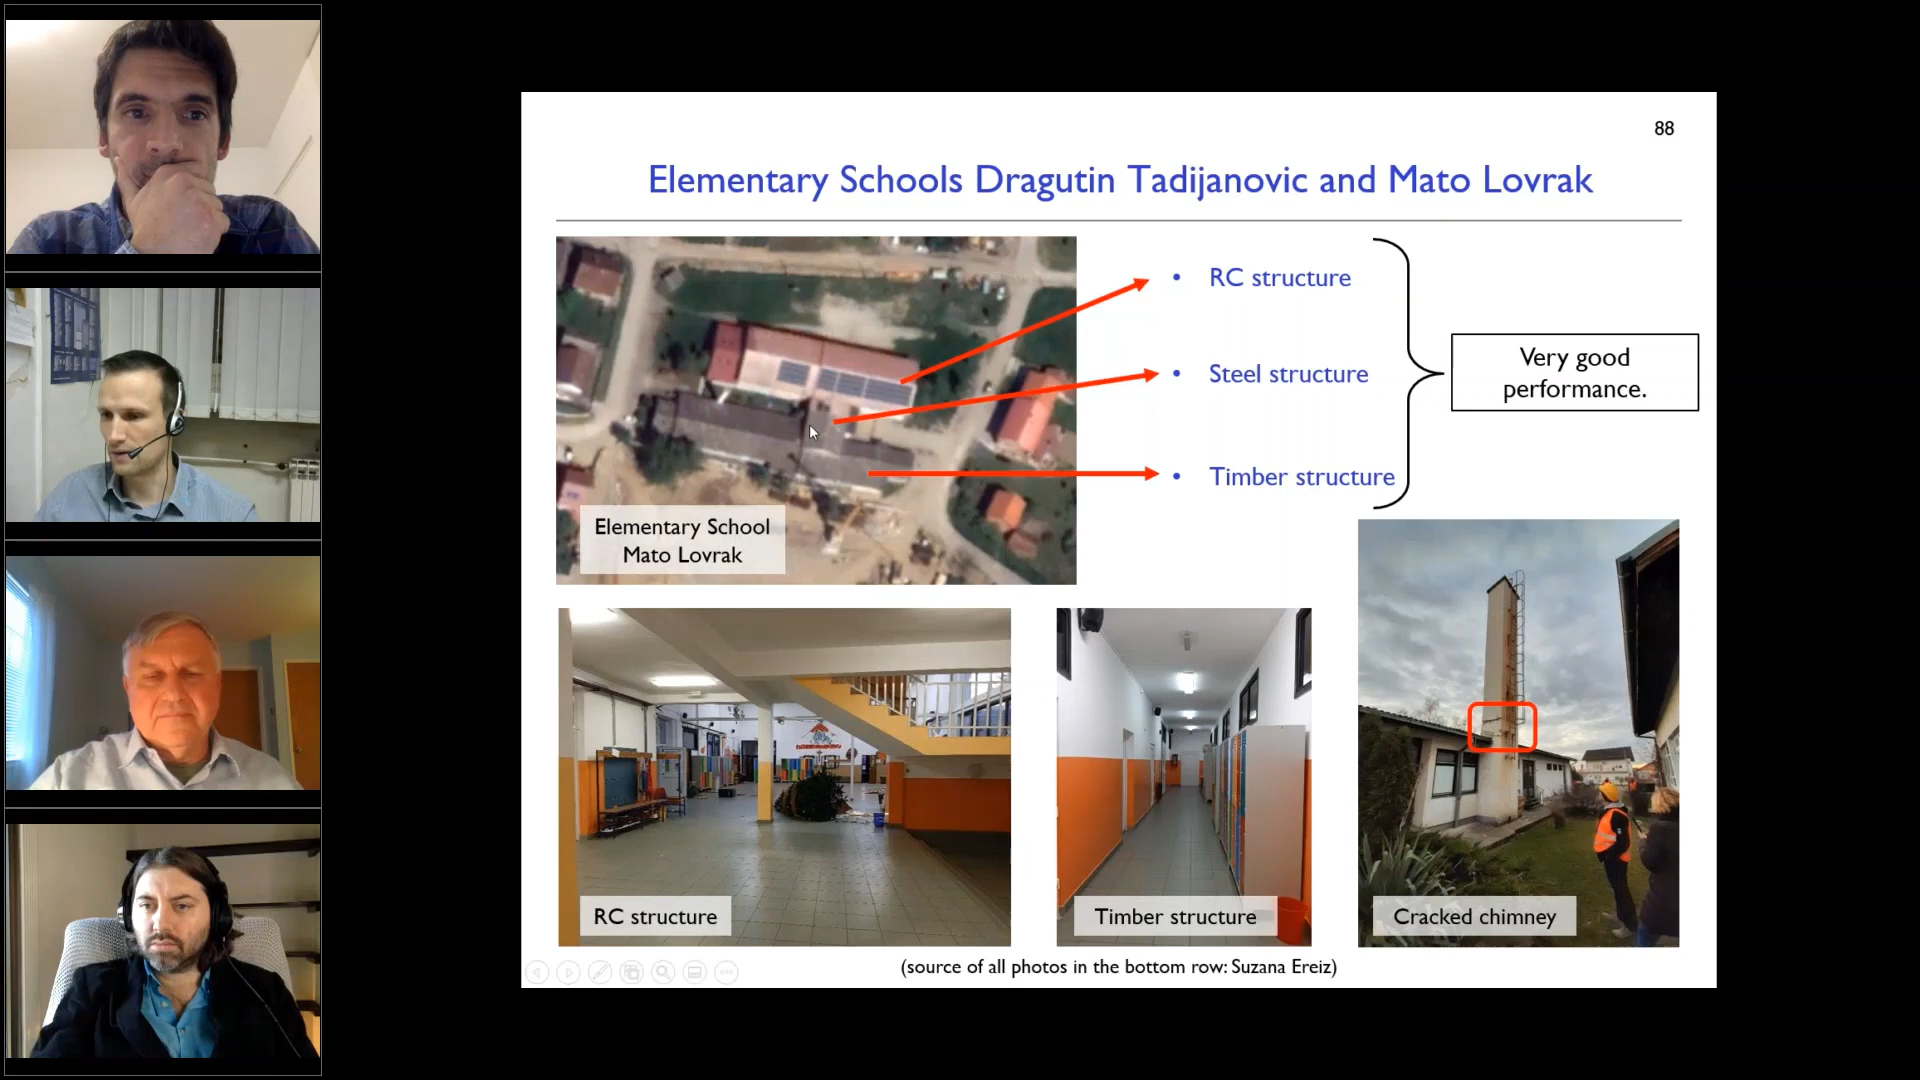 88
Elementary Schools Dragutin Tadijanovic and Mato Lovrak
• RC structure
• Steel structure
• Timber structure
Very good
performance.
Elementary School
Mato Lovrak
RC structure
Timber structure
Cracked chimney
(source of all photos in the bottom row: Suzana Ereiz)